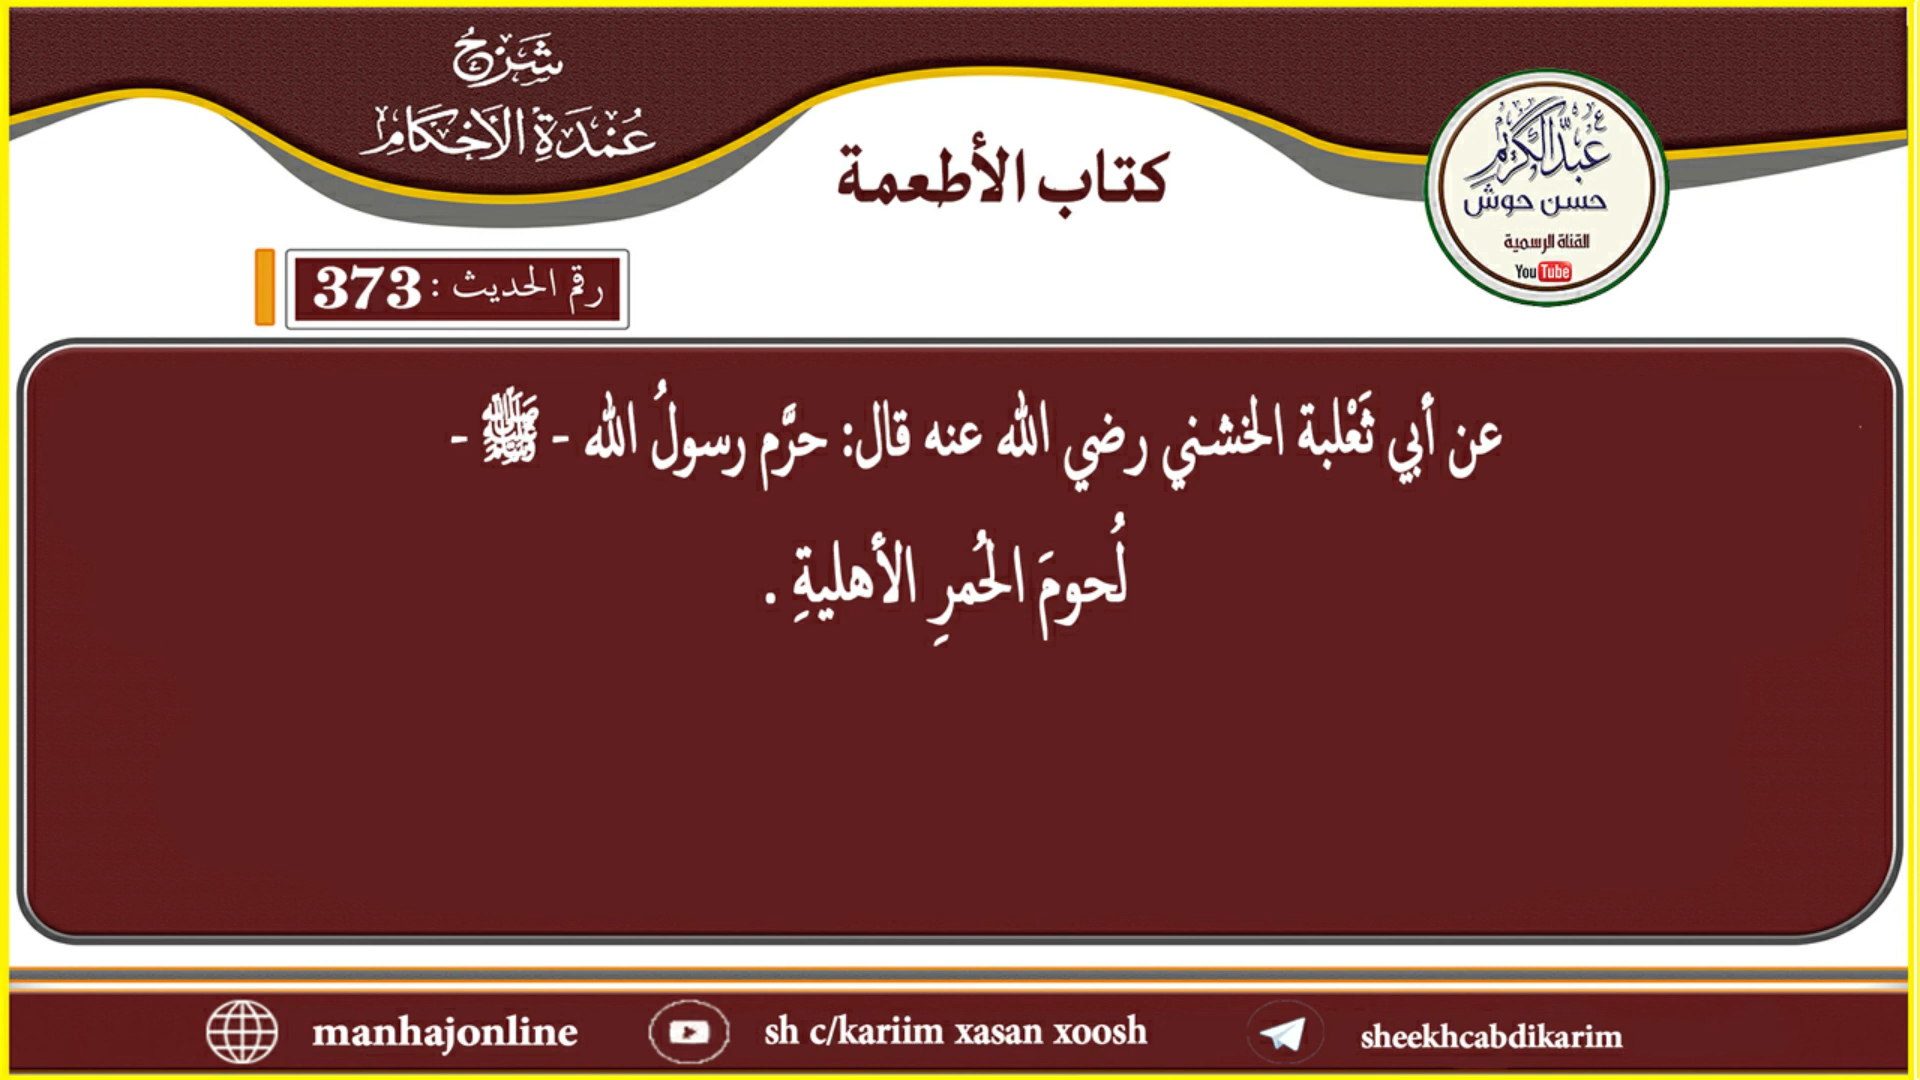 شرح
عمدة الأحكام
كتاب الأطعمة
عبد الكريم
حسن حوش
القناة الرسمية
YouTube
رقم الحديث : 373
عن أبي ثَعْلبة الخشني رضي الله عنه قال: حرَّم رسولُ الله - ﷺ -
لُحومَ الحُمرِ الأهليةِ .
manhajonline
sh c/kariim xasan xoosh
sheekhcabdikarim